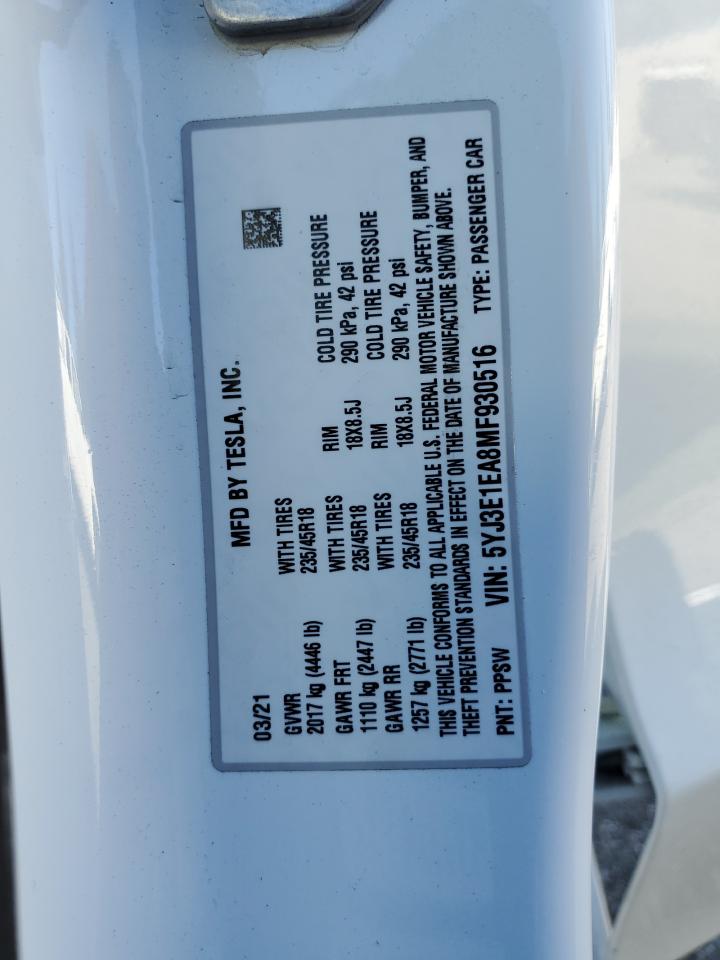 MFD BY TESLA, INC.
03/21
GVWR WITH TIRES RIM COLD TIRE PRESSURE
2017 kg (4446 lb) 235/45R18 18X8.5J 290 kPa, 42 psi
GAWR FRT WITH TIRES RIM COLD TIRE PRESSURE
1110 kg (2447 lb) 235/45R18 18X8.5J 290 kPa, 42 psi
GAWR RR WITH TIRES
1257 kg (2771 lb) 235/45R18
THIS VEHICLE CONFORMS TO ALL APPLICABLE U.S. FEDERAL MOTOR VEHICLE SAFETY, BUMPER, AND
THEFT PREVENTION STANDARDS IN EFFECT ON THE DATE OF MANUFACTURE SHOWN ABOVE.
PNT: PPSW VIN: 5YJ3E1EA8MF930516 TYPE: PASSENGER CAR